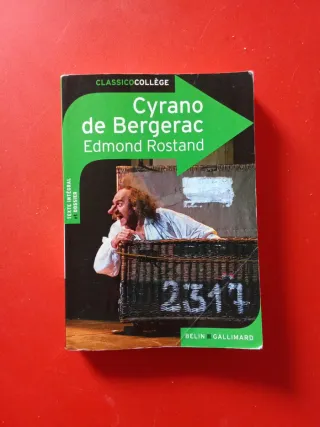 CLASSICOCOLLÈGE
Cyrano
de Bergerac
Edmond Rostand
TEXTE INTÉGRAL
+ DOSSIER
2317
BELIN GALLIMARD